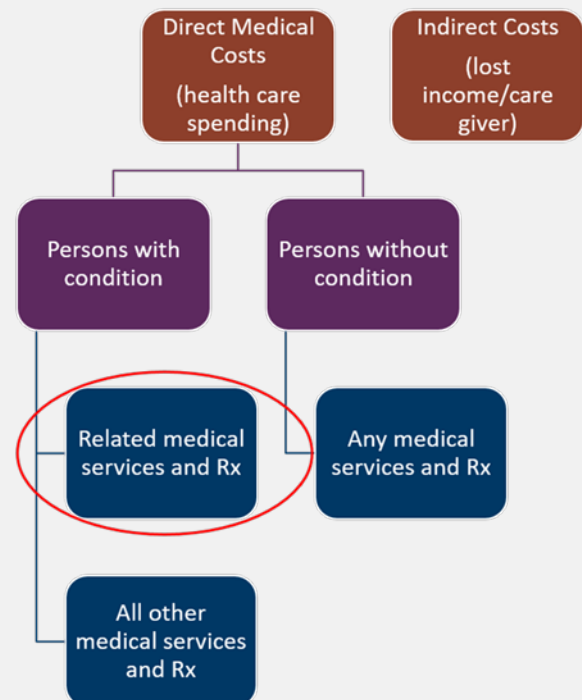 Direct Medical
Costs
(health care
spending)
Indirect Costs
(lost
income/care
giver)
Persons with
condition
Persons without
condition
Related medical
services and Rx
Any medical
services and Rx
All other
medical services
and Rx